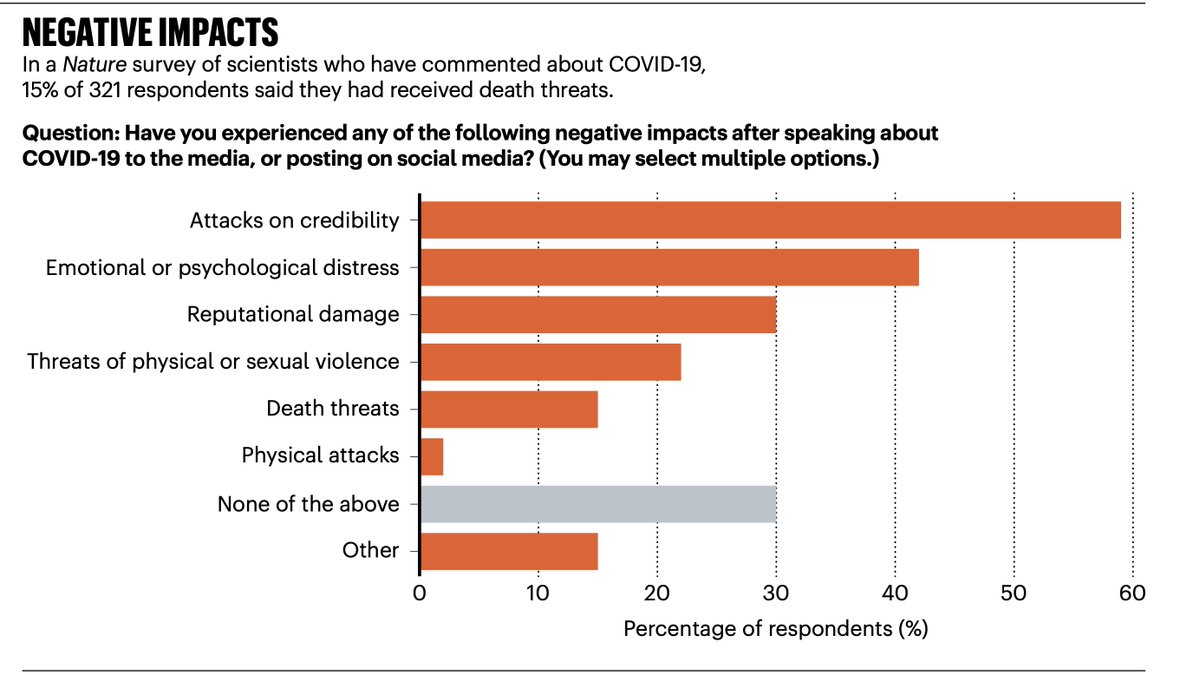 NEGATIVE IMPACTS
In a Nature survey of scientists who have commented about COVID-19,
15% of 321 respondents said they had received death threats.
Question: Have you experienced any of the following negative impacts after speaking about
COVID-19 to the media, or posting on social media? (You may select multiple options.)
Attacks on credibility
Emotional or psychological distress
Reputational damage
Threats of physical or sexual violence
Death threats
Physical attacks
None of the above
Other
0 10 20 30 40 50 60
Percentage of respondents (%)